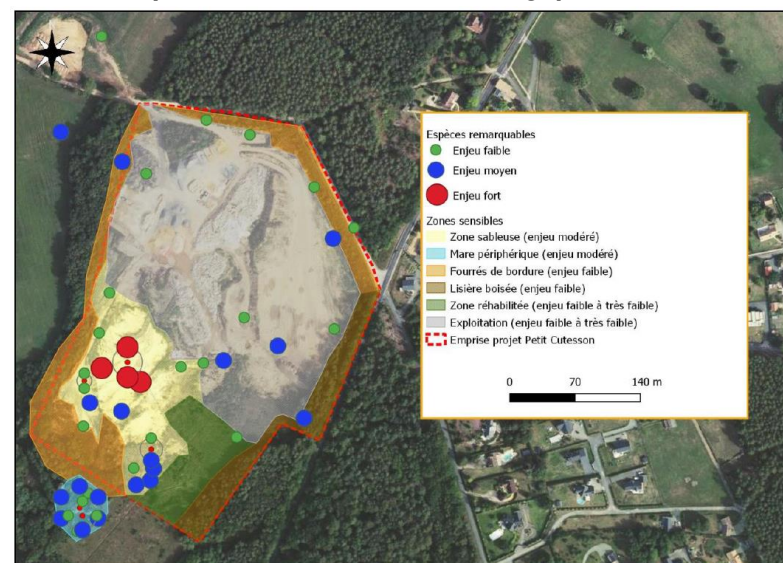 Espèces remarquables
Enjeu faible
Enjeu moyen
Enjeu fort
Zones sensibles
Zone sableuse (enjeu modéré)
Mare périphérique (enjeu modéré)
Fourrés de bordure (enjeu faible)
Lisière boisée (enjeu faible)
Zone réhabilitée (enjeu faible à très faible)
Exploitation (enjeu faible à très faible)
Emprise projet Petit Cutesson
0 70 140 m